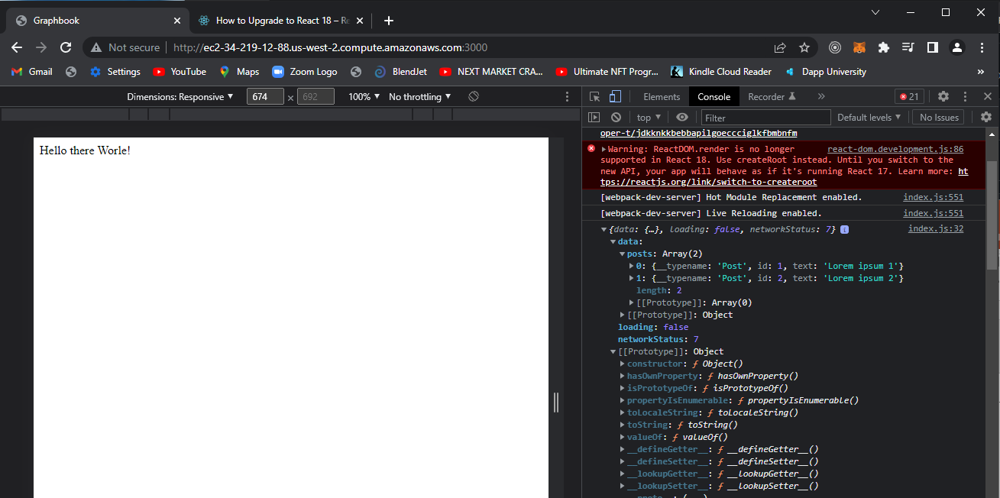 Graphbook
How to Upgrade to React 18 – Re
Not secure
http://ec2-34-219-12-88.us-west-2.compute.amazonaws.com:3000
Gmail
Settings
YouTube
Maps
Zoom Logo
BlendJet
NEXT MARKET CRA...
Ultimate NFT Progr...
Kindle Cloud Reader
Dapp University
»
Dimensions: Responsive
674
×
692
100%
No throttling
Hello there Worle!
Elements
Console
Recorder
»
21
top
Filter
Default levels
No Issues
oper-t/jdkknkkbebbapilgoeccciglkfbmbnfm
Warning: ReactDOM.render is no longer react-dom.development.js:86
supported in React 18. Use createRoot instead. Until you switch to the
new API, your app will behave as if it's running React 17. Learn more: ht
tps://reactjs.org/link/switch-to-createroot
[webpack-dev-server] Hot Module Replacement enabled. index.js:551
[webpack-dev-server] Live Reloading enabled. index.js:551
{data: {…}, loading: false, networkStatus: 7} i index.js:32
data:
posts: Array(2)
0: {__typename: 'Post', id: 1, text: 'Lorem ipsum 1'}
1: {__typename: 'Post', id: 2, text: 'Lorem ipsum 2'}
length: 2
[[Prototype]]: Array(0)
[[Prototype]]: Object
loading: false
networkStatus: 7
[[Prototype]]: Object
constructor: ƒ Object()
hasOwnProperty: ƒ hasOwnProperty()
isPrototypeOf: ƒ isPrototypeOf()
propertyIsEnumerable: ƒ propertyIsEnumerable()
toLocaleString: ƒ toLocaleString()
toString: ƒ toString()
valueOf: ƒ valueOf()
__defineGetter__: ƒ __defineGetter__()
__defineSetter__: ƒ __defineSetter__()
__lookupGetter__: ƒ __lookupGetter__()
__lookupSetter__: ƒ __lookupSetter__()